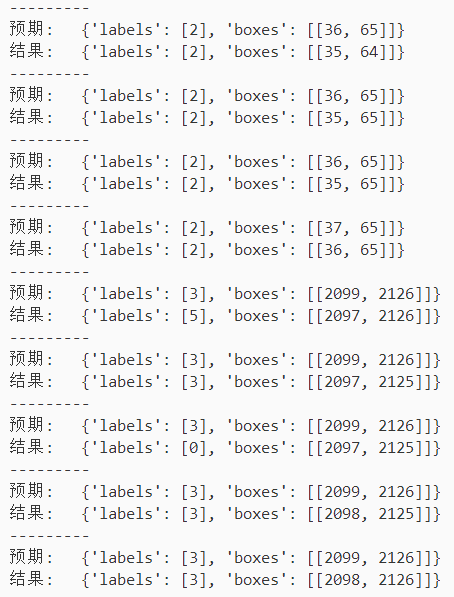 ---------
预期:   {'labels': [2], 'boxes': [[36, 65]]}
结果:   {'labels': [2], 'boxes': [[35, 64]]}
---------
预期:   {'labels': [2], 'boxes': [[36, 65]]}
结果:   {'labels': [2], 'boxes': [[35, 65]]}
---------
预期:   {'labels': [2], 'boxes': [[36, 65]]}
结果:   {'labels': [2], 'boxes': [[35, 65]]}
---------
预期:   {'labels': [2], 'boxes': [[37, 65]]}
结果:   {'labels': [2], 'boxes': [[36, 65]]}
---------
预期:   {'labels': [3], 'boxes': [[2099, 2126]]}
结果:   {'labels': [5], 'boxes': [[2097, 2126]]}
---------
预期:   {'labels': [3], 'boxes': [[2099, 2126]]}
结果:   {'labels': [3], 'boxes': [[2097, 2125]]}
---------
预期:   {'labels': [3], 'boxes': [[2099, 2126]]}
结果:   {'labels': [0], 'boxes': [[2097, 2125]]}
---------
预期:   {'labels': [3], 'boxes': [[2099, 2126]]}
结果:   {'labels': [3], 'boxes': [[2098, 2125]]}
---------
预期:   {'labels': [3], 'boxes': [[2099, 2126]]}
结果:   {'labels': [3], 'boxes': [[2098, 2126]]}